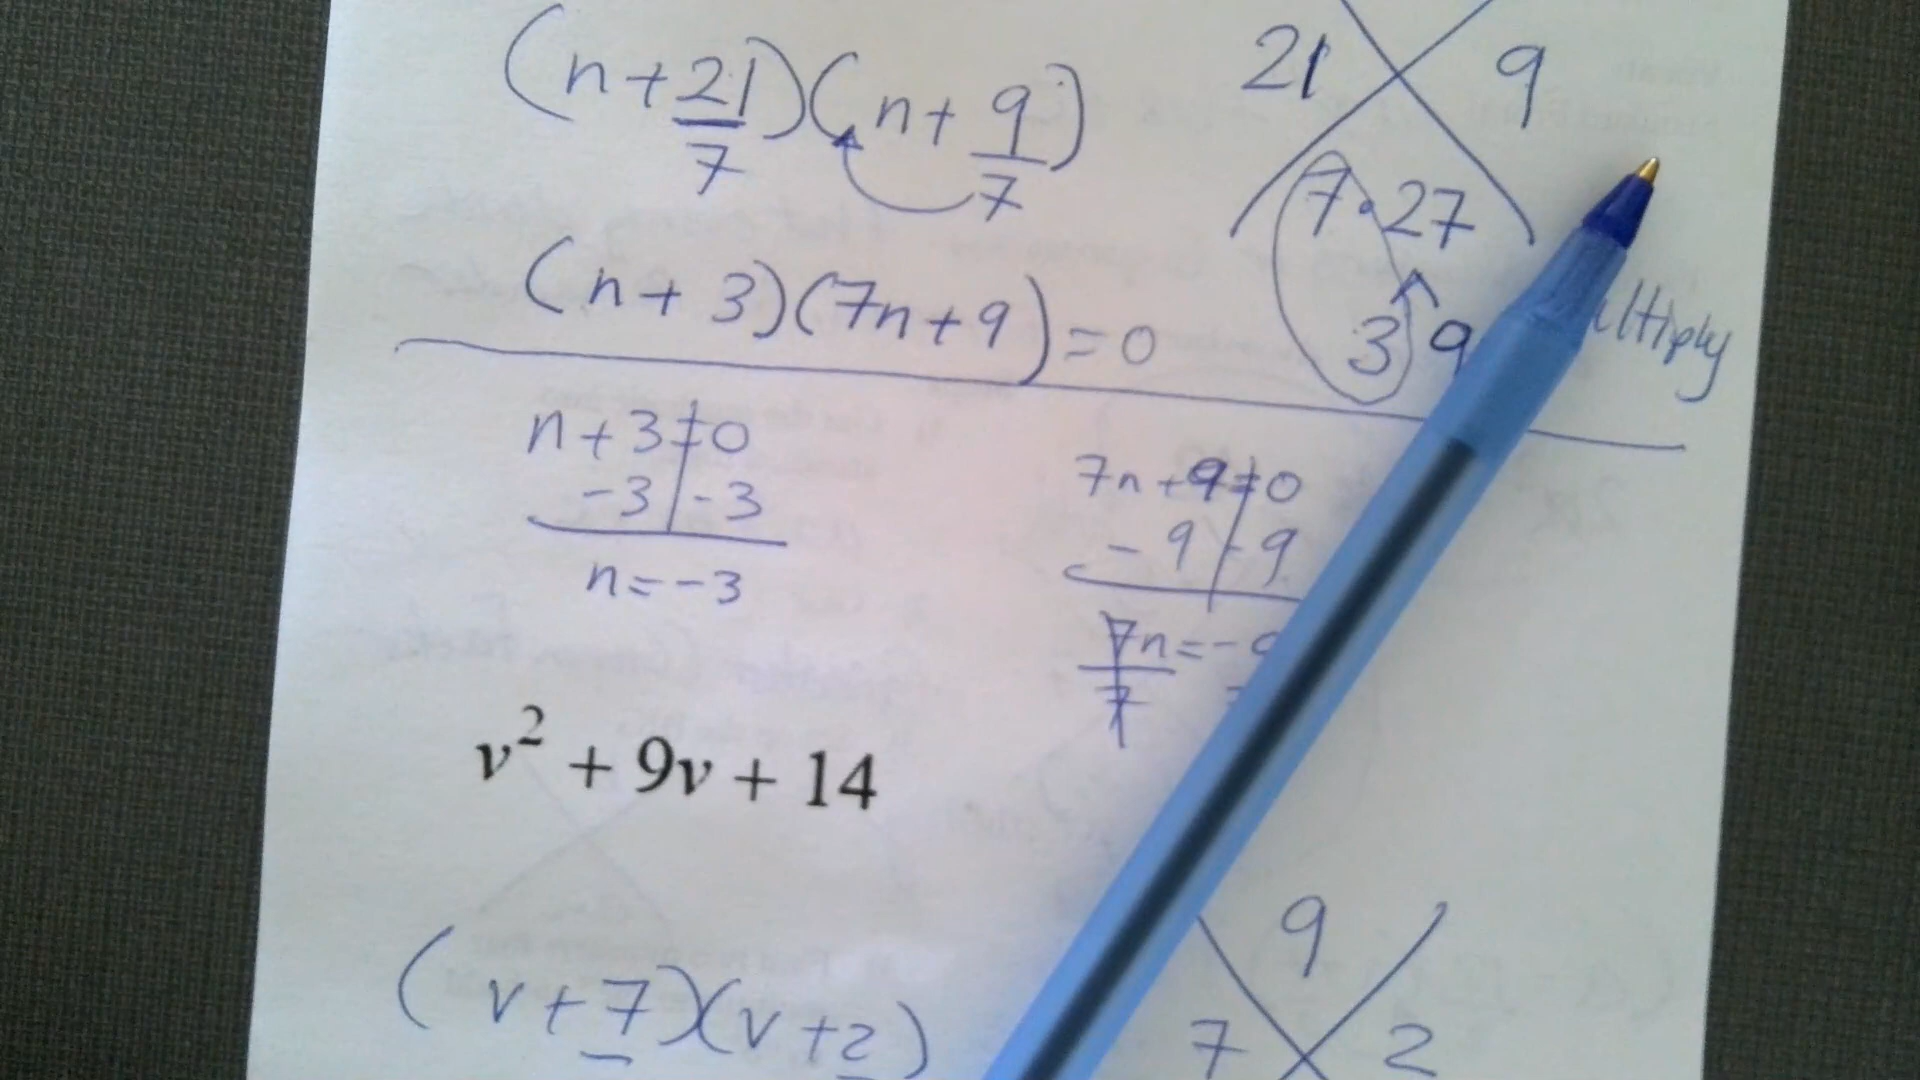 (n+21/7)(n+9/7)
21 9
7·27
(n+3)(7n+9)=0
3 9
ultiply
n+3=0
-3 -3
n=-3
7n+9=0
-9 -9
7n=-9
7
v² + 9v + 14
9
(v+7)(v+2)
7 2